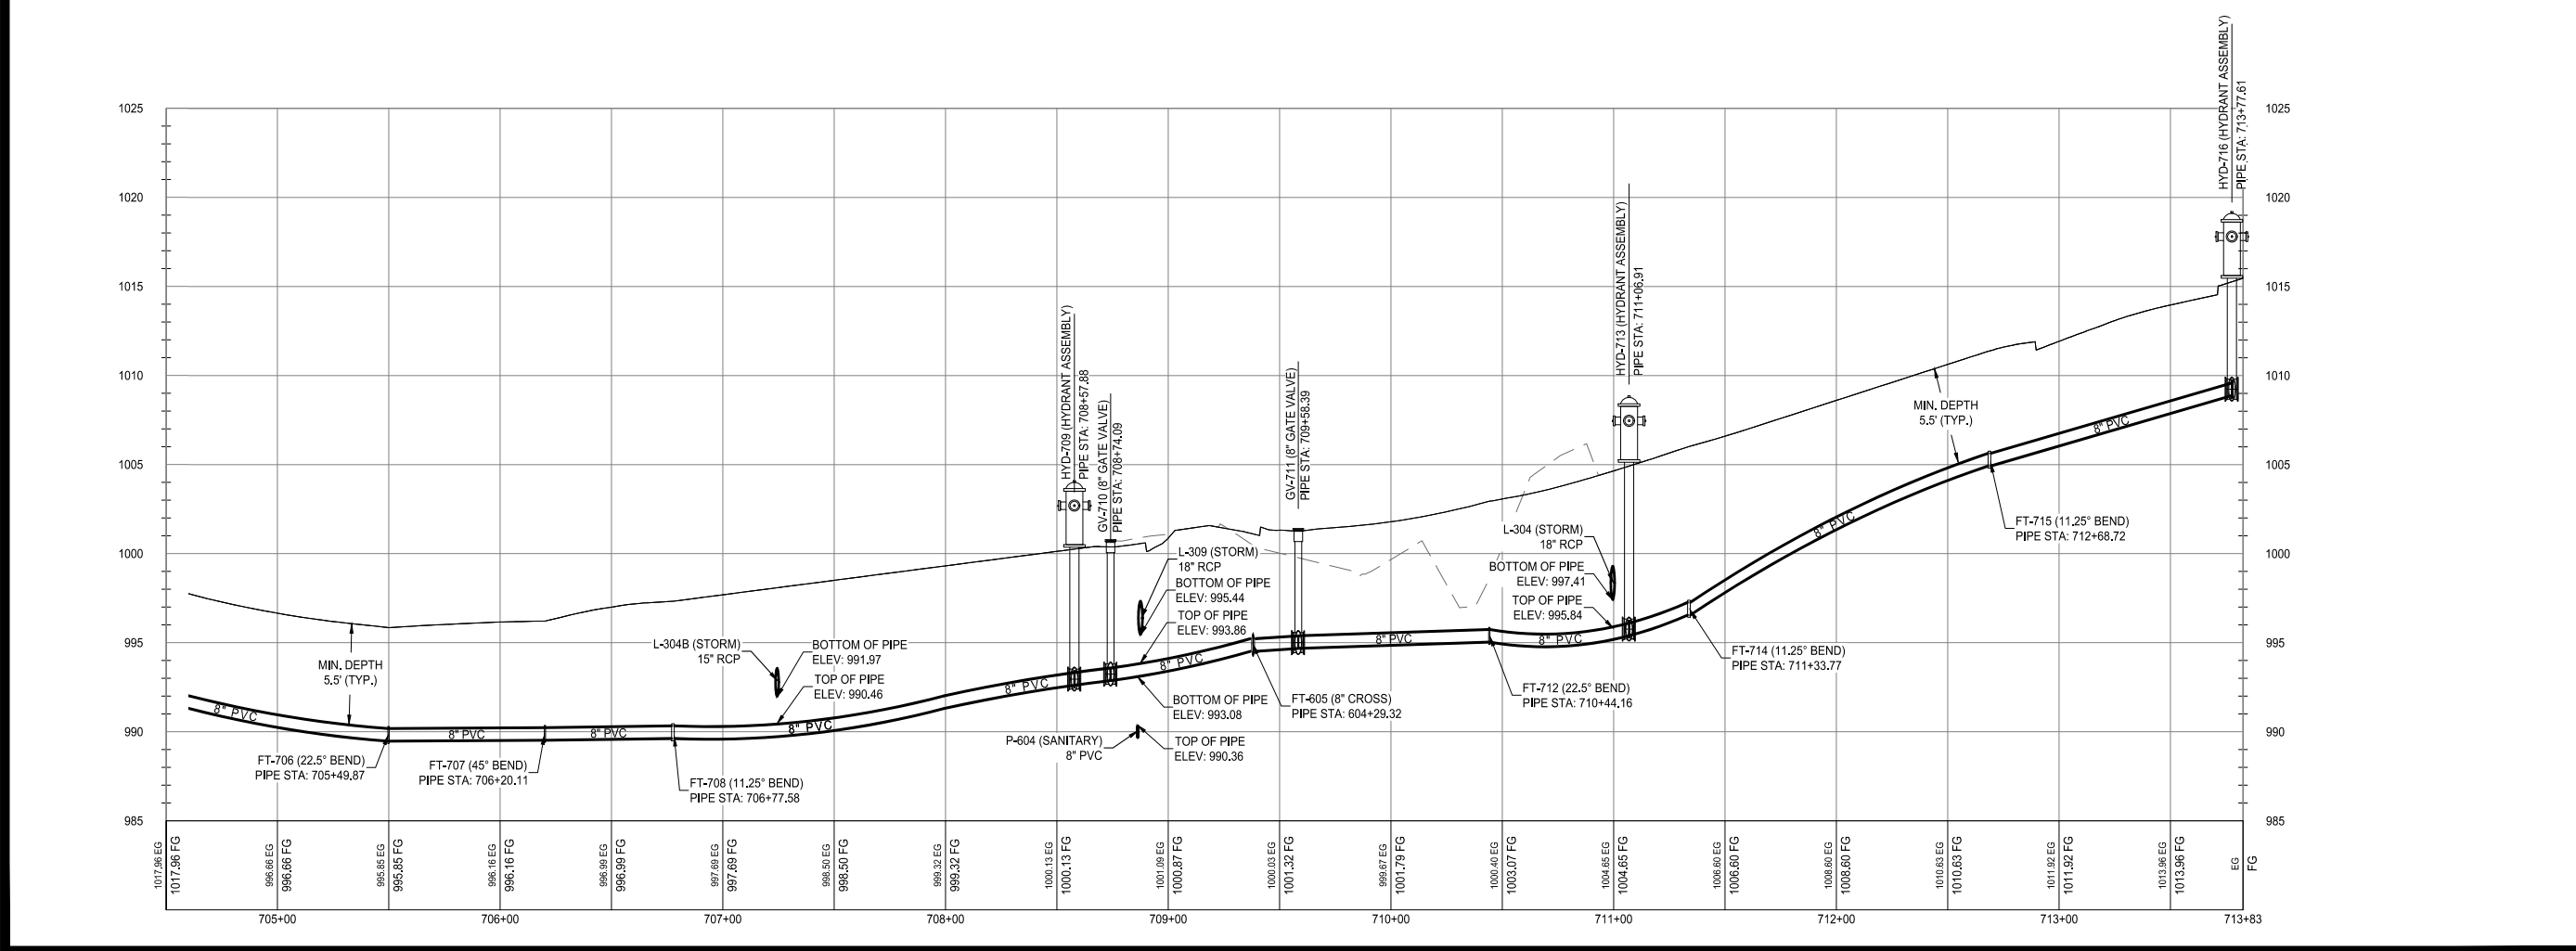 HYD-716 (HYDRANT ASSEMBLY)
PIPE STA: 713+77.61
1025
1025
1020
1020
1015
1015
1010
1010
1005
1005
1000
1000
995
995
990
990
985
985
HYD-713 (HYDRANT ASSEMBLY)
PIPE STA: 711+06.91
HYD-709 (HYDRANT ASSEMBLY)
PIPE STA: 708+57.88
GV-710 (8" GATE VALVE)
PIPE STA: 708+74.09
GV-711 (8" GATE VALVE)
PIPE STA: 709+58.39
MIN. DEPTH
5.5' (TYP.)
MIN. DEPTH
5.5' (TYP.)
L-304B (STORM)
15" RCP
BOTTOM OF PIPE
ELEV: 991.97
TOP OF PIPE
ELEV: 990.46
L-309 (STORM)
18" RCP
BOTTOM OF PIPE
ELEV: 995.44
TOP OF PIPE
ELEV: 993.86
BOTTOM OF PIPE
ELEV: 993.08
P-604 (SANITARY)
8" PVC
TOP OF PIPE
ELEV: 990.36
L-304 (STORM)
18" RCP
BOTTOM OF PIPE
ELEV: 997.41
TOP OF PIPE
ELEV: 995.84
8" PVC
8" PVC
8" PVC
8" PVC
8" PVC
8" PVC
8" PVC
8" PVC
8" PVC
8" PVC
FT-706 (22.5° BEND)
PIPE STA: 705+49.87
FT-707 (45° BEND)
PIPE STA: 706+20.11
FT-708 (11.25° BEND)
PIPE STA: 706+77.58
FT-605 (8" CROSS)
PIPE STA: 604+29.32
FT-712 (22.5° BEND)
PIPE STA: 710+44.16
FT-714 (11.25° BEND)
PIPE STA: 711+33.77
FT-715 (11.25° BEND)
PIPE STA: 712+68.72
1017.96 EG
1017.96 FG
996.66 EG
996.66 FG
995.85 EG
995.85 FG
996.16 EG
996.16 FG
996.99 EG
996.99 FG
997.69 EG
997.69 FG
998.50 EG
998.50 FG
999.32 EG
999.32 FG
1000.13 EG
1000.13 FG
1001.09 EG
1000.87 FG
1000.03 EG
1001.32 FG
999.67 EG
1001.79 FG
1000.40 EG
1003.07 FG
1004.65 EG
1004.65 FG
1006.60 EG
1006.60 FG
1008.60 EG
1008.60 FG
1010.63 EG
1010.63 FG
1011.92 EG
1011.92 FG
1013.96 EG
1013.96 FG
EG
FG
705+00
706+00
707+00
708+00
709+00
710+00
711+00
712+00
713+00
713+83